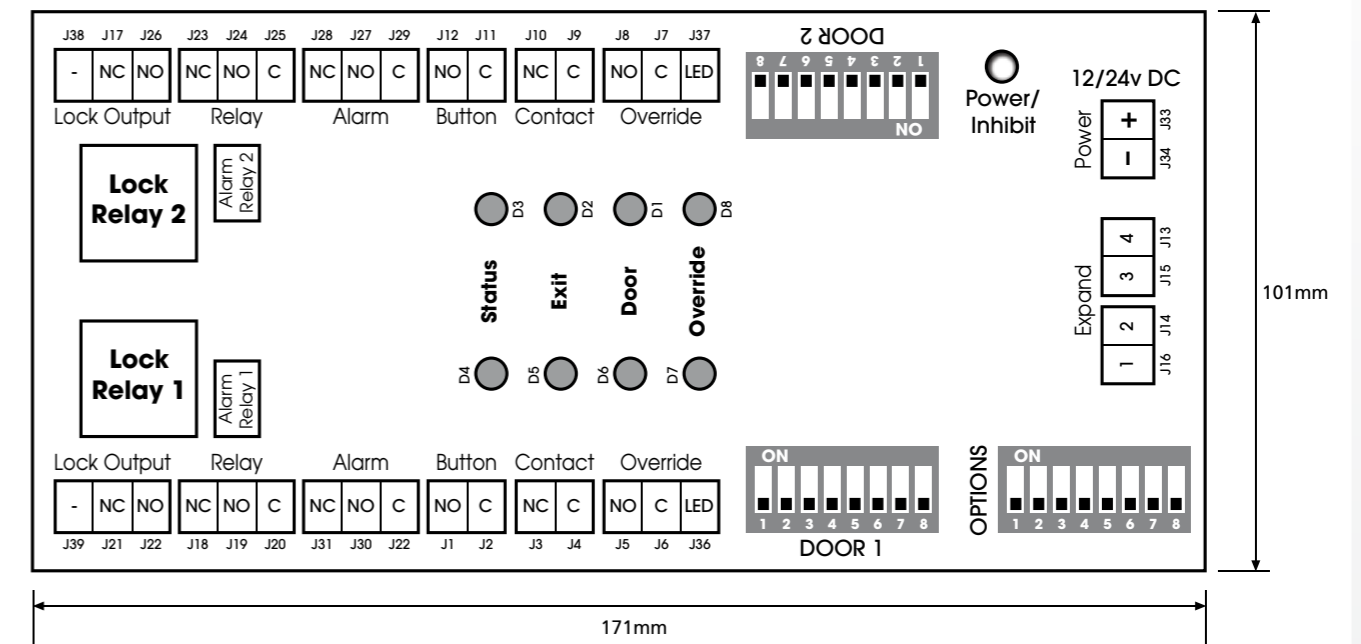 J38 J17 J26 J23 J24 J25 J28 J27 J29 J12 J11 J10 J9 J8 J7 J37
- NC NO NC NO C NC NO C NO C NC C NO C LED
Lock Output Relay Alarm Button Contact Override
DOOR 2
8 7 6 5 4 3 2 1
ON
Power/
Inhibit
12/24v DC
Power
+ J33
- J34
Lock
Relay 2
Alarm
Relay 2
D3 D2 D1 D8
Status Exit Door Override
D4 D5 D6 D7
Expand
4 J13
3 J15
2 J14
1 J16
101mm
Lock
Relay 1
Alarm
Relay 1
Lock Output Relay Alarm Button Contact Override
- NC NO NC NO C NC NO C NO C NC C NO C LED
J39 J21 J22 J18 J19 J20 J31 J30 J22 J1 J2 J3 J4 J5 J6 J36
ON
1 2 3 4 5 6 7 8
DOOR 1
OPTIONS
ON
1 2 3 4 5 6 7 8
171mm